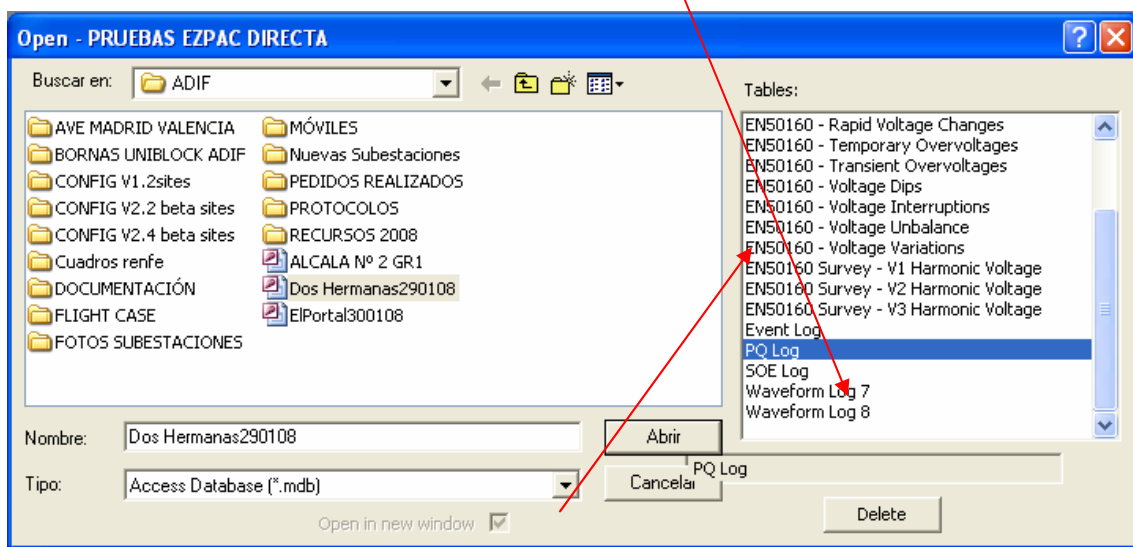 Open - PRUEBAS EZPAC DIRECTA
Buscar en: ADIF
Tables:
AVE MADRID VALENCIA
BORNAS UNIBLOCK ADIF
CONFIG V1.2sites
CONFIG V2.2 beta sites
CONFIG V2.4 beta sites
Cuadros renfe
DOCUMENTACIÓN
FLIGHT CASE
FOTOS SUBESTACIONES
MÓVILES
Nuevas Subestaciones
PEDIDOS REALIZADOS
PROTOCOLOS
RECURSOS 2008
ALCALA Nº 2 GR1
Dos Hermanas290108
ElPortal300108
EN50160 - Rapid Voltage Changes
EN50160 - Temporary Overvoltages
EN50160 - Transient Overvoltages
EN50160 - Voltage Dips
EN50160 - Voltage Interruptions
EN50160 - Voltage Unbalance
EN50160 - Voltage Variations
EN50160 Survey - V1 Harmonic Voltage
EN50160 Survey - V2 Harmonic Voltage
EN50160 Survey - V3 Harmonic Voltage
Event Log
PQ Log
SOE Log
Waveform Log 7
Waveform Log 8
Nombre: Dos Hermanas290108
Abrir
Tipo: Access Database (*.mdb)
Cancelar
PQ Log
Open in new window
Delete